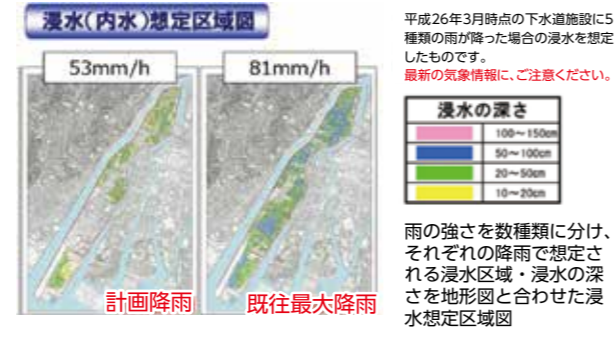 浸水(内水)想定区域図
53mm/h
81mm/h
計画降雨
既往最大降雨
平成26年3月時点の下水道施設に5
種類の雨が降った場合の浸水を想定
したものです。
最新の気象情報に、ご注意ください。
浸水の深さ
100～150cm
50～100cm
20～50cm
10～20cm
雨の強さを数種類に分け、
それぞれの降雨で想定さ
れる浸水区域・浸水の深
さを地形図と合わせた浸
水想定区域図